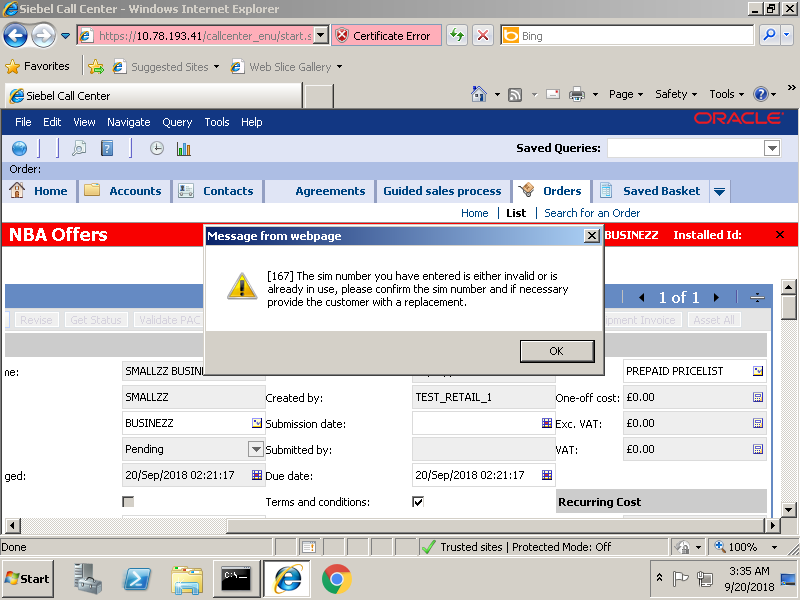 Siebel Call Center - Windows Internet Explorer
https://10.78.193.41/callcenter_enu/start.s
Certificate Error
Bing
Favorites
Suggested Sites
Web Slice Gallery
Siebel Call Center
Page
Safety
Tools
»
File Edit View Navigate Query Tools Help
ORACLE
Saved Queries:
Order:
Home Accounts Contacts Agreements Guided sales process Orders Saved Basket
Home | List | Search for an Order
NBA Offers
BUSINEZZ Installed Id:
Message from webpage
[167] The sim number you have entered is either invalid or is
already in use, please confirm the sim number and if necessary
provide the customer with a replacement.
OK
1 of 1
Revise Get Status Validate PAC
Invoice Asset All
me:
SMALLZZ
PREPAID PRICELIST
SMALLZZ Created by: TEST_RETAIL_1 One-off cost: £0.00
BUSINEZZ Submission date: Exc. VAT: £0.00
Pending Submitted by: VAT: £0.00
ged: 20/Sep/2018 02:21:17 Due date: 20/Sep/2018 02:21:17
Terms and conditions: Recurring Cost
Done
Trusted sites | Protected Mode: Off
100%
Start
3:35 AM
9/20/2018